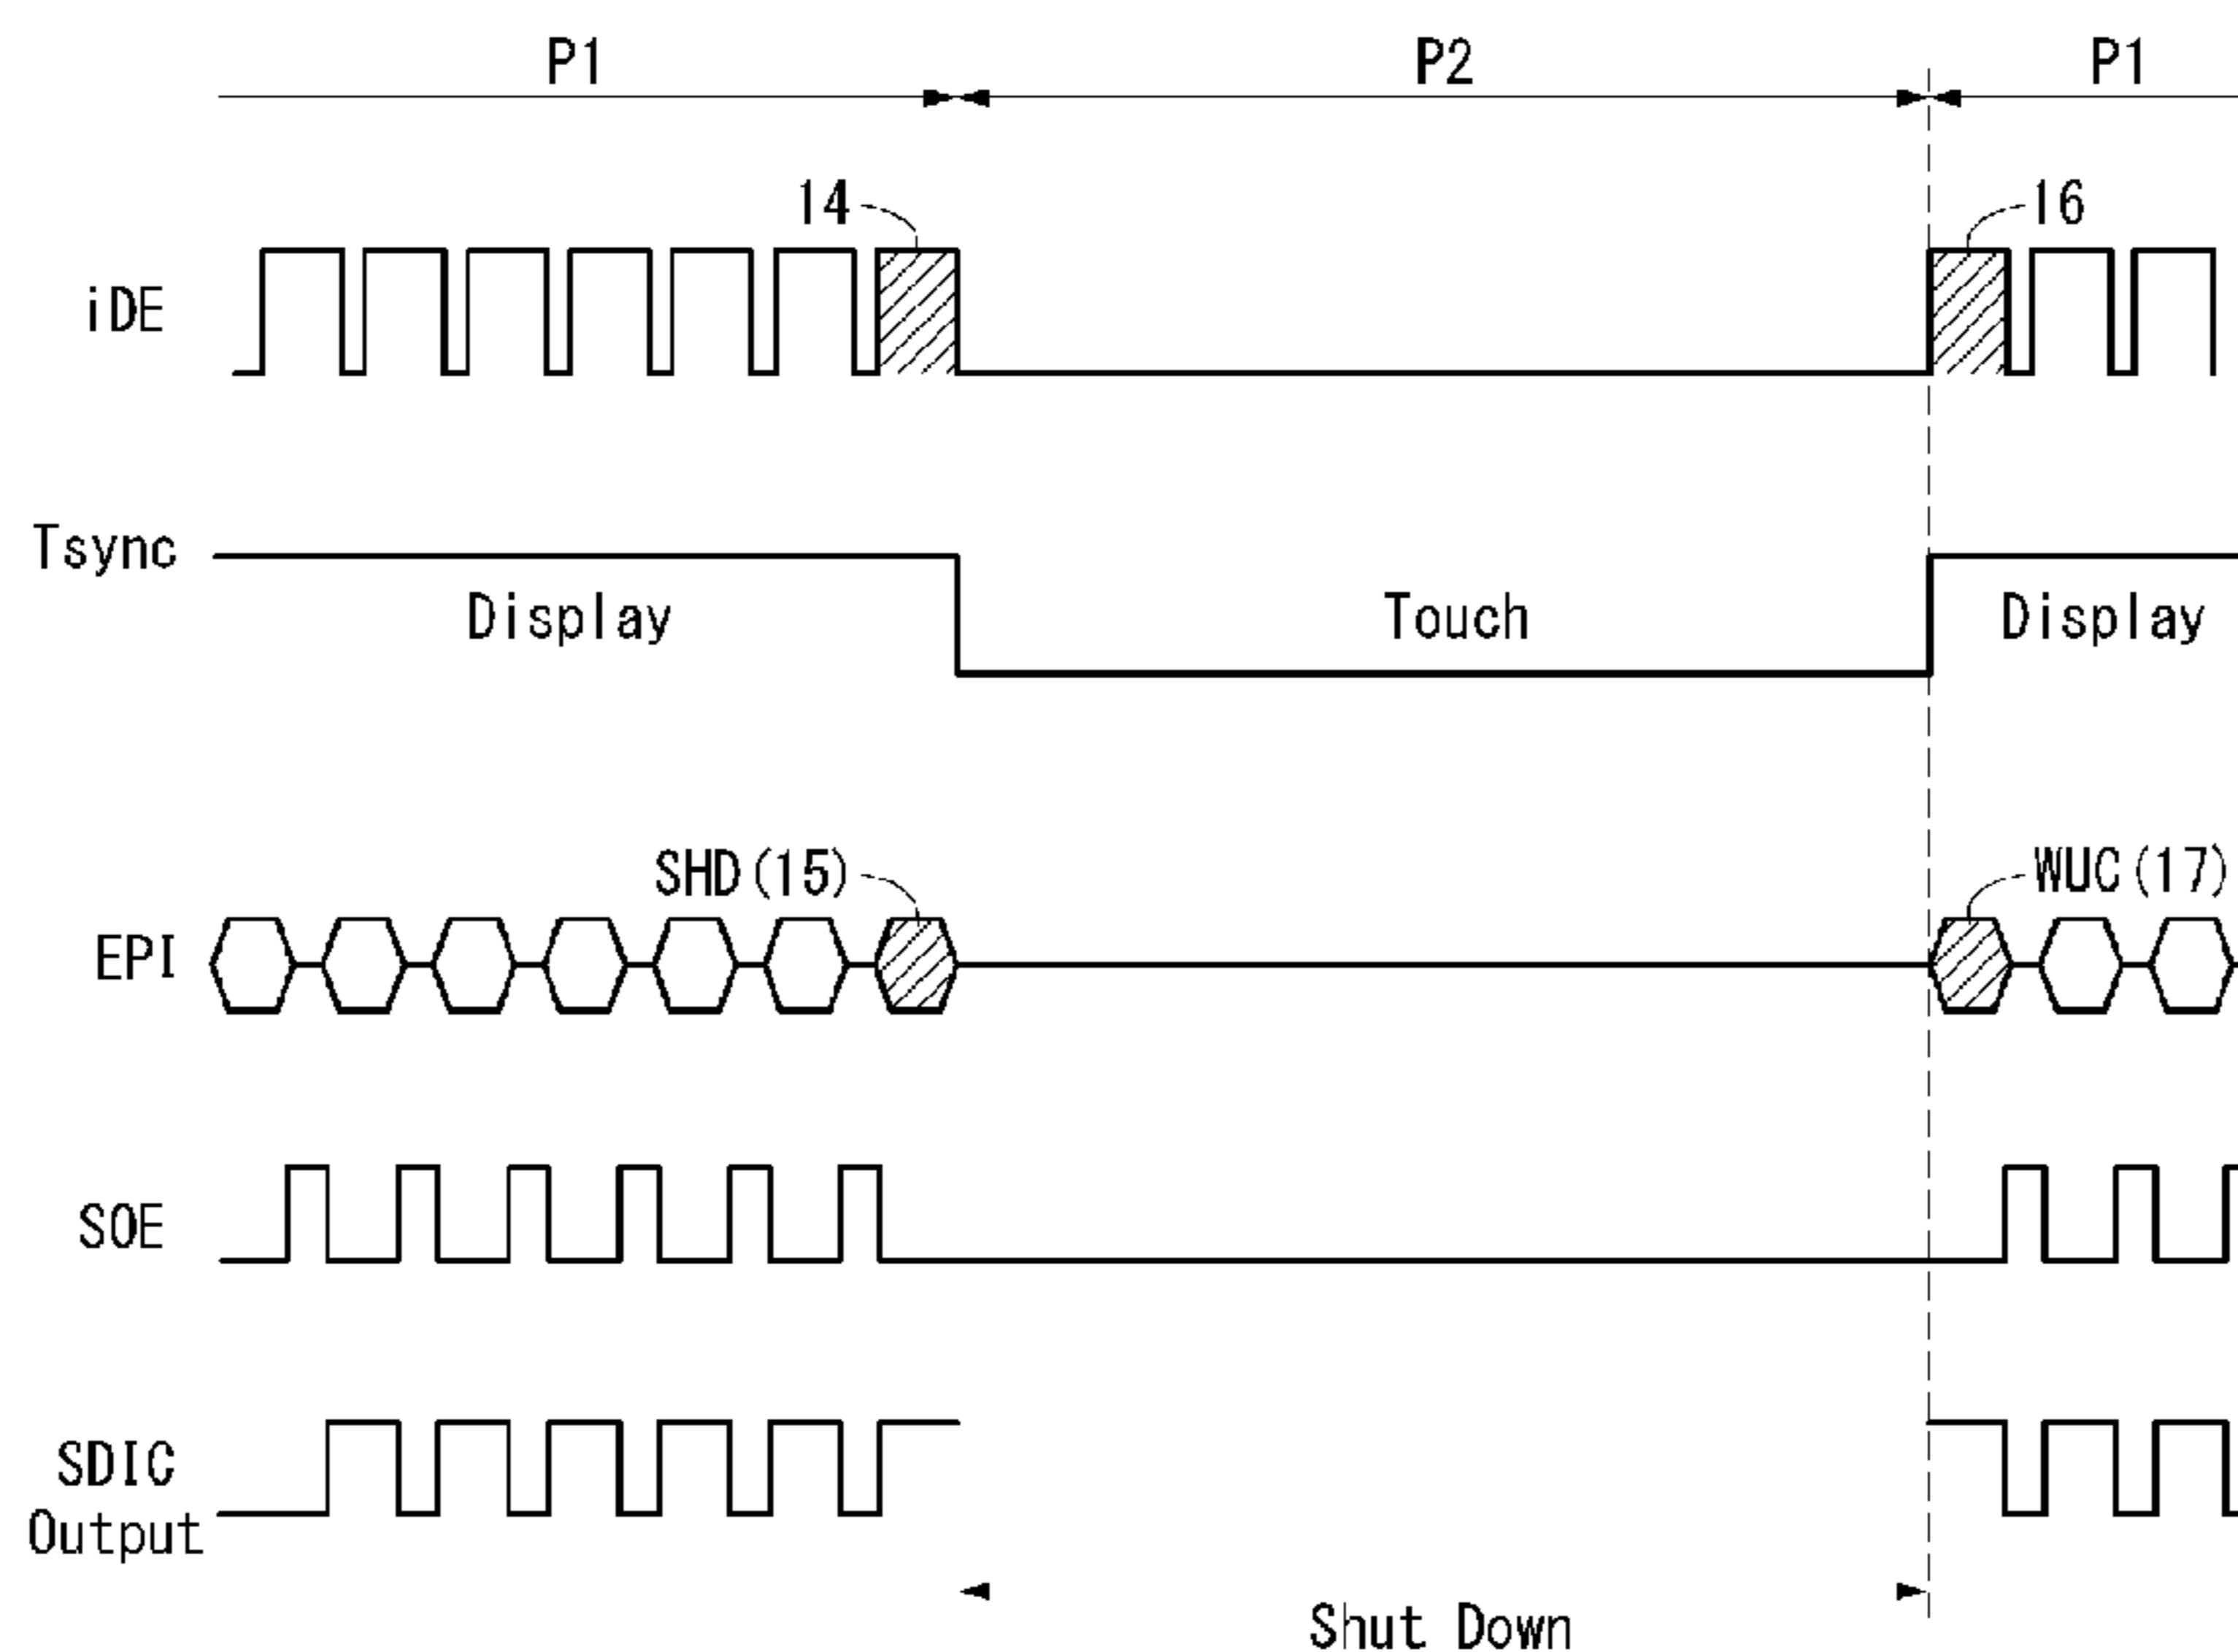 P1 P2 P1
14 16
iDE
Tsync
Display Touch Display
SHD(15) WUC(17)
EPI
SOE
SDIC
Output
Shut Down